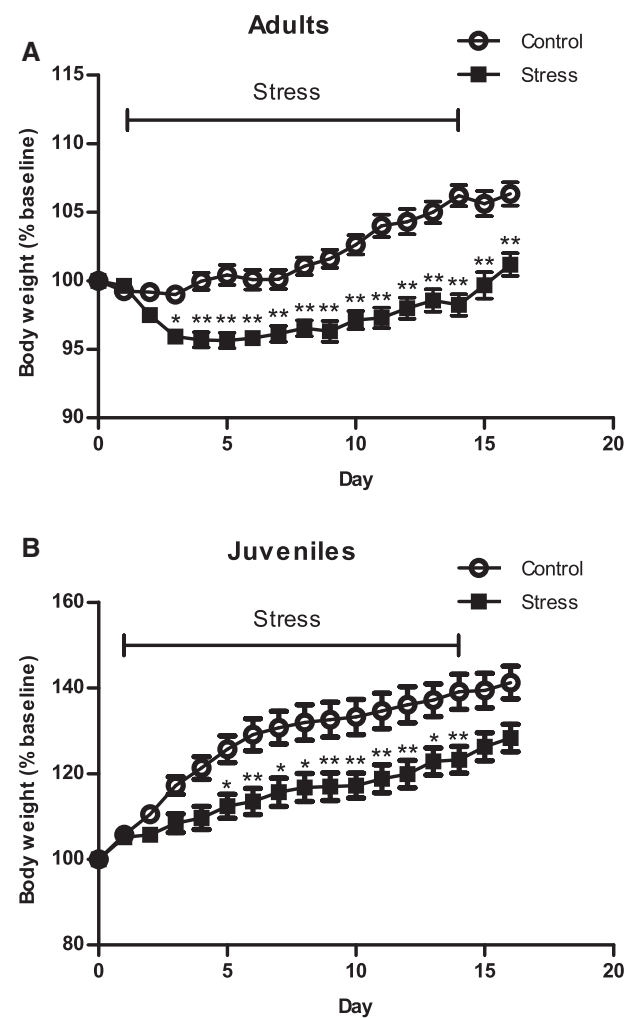 Adults
A
Control
Stress
115
Stress
110
105
100
95
90
Body weight (% baseline)
**
**
** ** **
** **
** ** **
* ** ** **
0 5 10 15 20
Day
B
Juveniles
Control
Stress
160
Stress
140
120
100
80
Body weight (% baseline)
* ** * * ** ** ** ** * **
0 5 10 15 20
Day